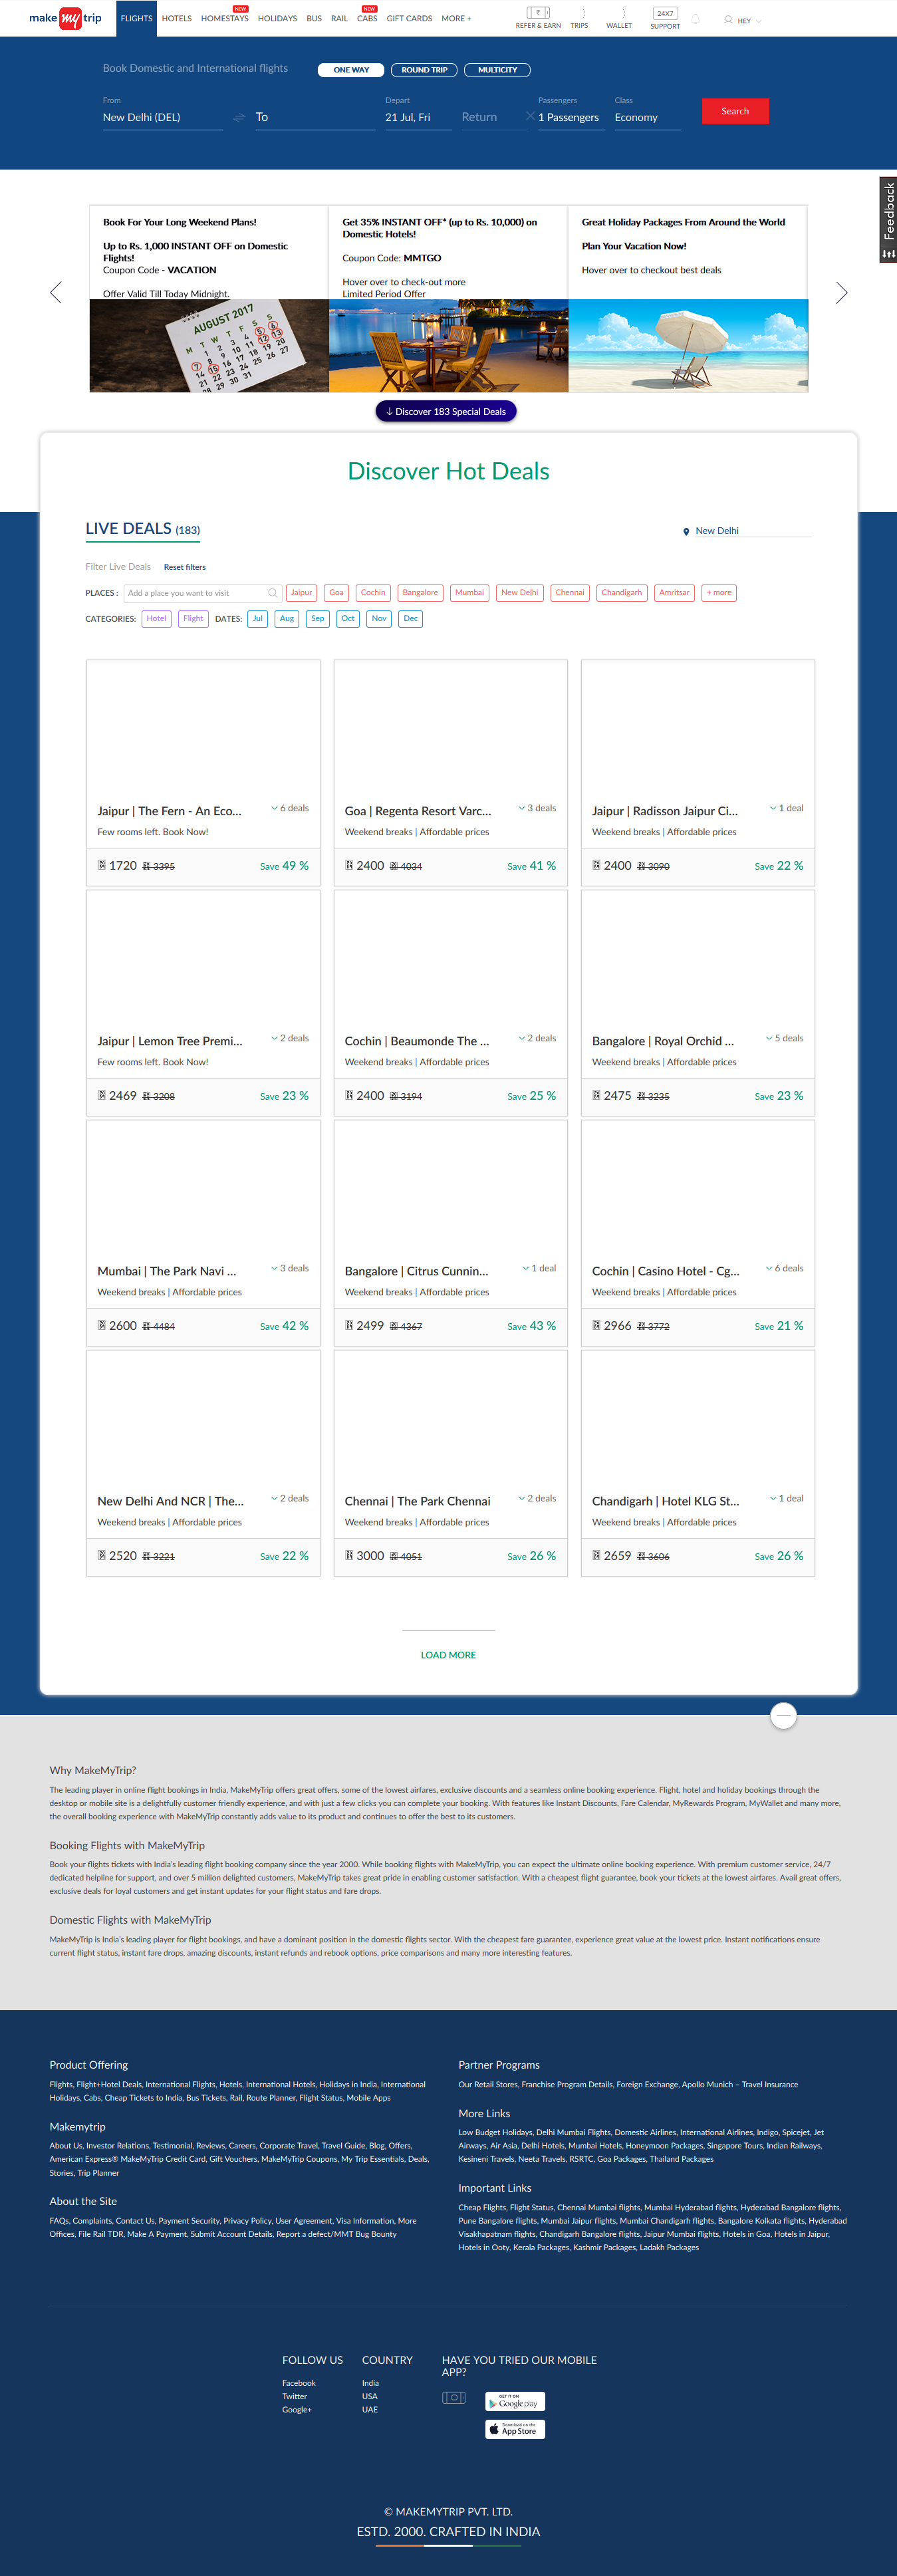 make my trip
FLIGHTS HOTELS HOMESTAYS NEW HOLIDAYS BUS RAIL CABS NEW GIFT CARDS MORE +
REFER & EARN TRIPS WALLET 24X7 SUPPORT HEY
Book Domestic and International flights ONE WAY ROUND TRIP MULTICITY
From Depart Passengers Class
New Delhi (DEL) To 21 Jul, Fri Return 1 Passengers Economy Search
Feedback
Book For Your Long Weekend Plans!
Up to Rs. 1,000 INSTANT OFF on Domestic
Flights!
Coupon Code - VACATION
Offer Valid Till Today Midnight.
AUGUST 2017
M T W T F S
Get 35% INSTANT OFF* (up to Rs. 10,000) on
Domestic Hotels!
Coupon Code: MMTGO
Hover over to check-out more
Limited Period Offer
Great Holiday Packages From Around the World
Plan Your Vacation Now!
Hover over to checkout best deals
Discover 183 Special Deals
Discover Hot Deals
LIVE DEALS (183) New Delhi
Filter Live Deals Reset filters
PLACES : Add a place you want to visit Jaipur Goa Cochin Bangalore Mumbai New Delhi Chennai Chandigarh Amritsar + more
CATEGORIES: Hotel Flight DATES: Jul Aug Sep Oct Nov Dec
Jaipur | The Fern - An Eco... 6 deals
Few rooms left. Book Now!
1720 3395 Save 49 %
Goa | Regenta Resort Varc... 3 deals
Weekend breaks | Affordable prices
2400 4034 Save 41 %
Jaipur | Radisson Jaipur Ci... 1 deal
Weekend breaks | Affordable prices
2400 3090 Save 22 %
Jaipur | Lemon Tree Premi... 2 deals
Few rooms left. Book Now!
2469 3208 Save 23 %
Cochin | Beaumonde The ... 2 deals
Weekend breaks | Affordable prices
2400 3194 Save 25 %
Bangalore | Royal Orchid ... 5 deals
Weekend breaks | Affordable prices
2475 3235 Save 23 %
Mumbai | The Park Navi ... 3 deals
Weekend breaks | Affordable prices
2600 4484 Save 42 %
Bangalore | Citrus Cunnin... 1 deal
Weekend breaks | Affordable prices
2499 4367 Save 43 %
Cochin | Casino Hotel - Cg... 6 deals
Weekend breaks | Affordable prices
2966 3772 Save 21 %
New Delhi And NCR | The... 2 deals
Weekend breaks | Affordable prices
2520 3221 Save 22 %
Chennai | The Park Chennai 2 deals
Weekend breaks | Affordable prices
3000 4051 Save 26 %
Chandigarh | Hotel KLG St... 1 deal
Weekend breaks | Affordable prices
2659 3606 Save 26 %
LOAD MORE
Why MakeMyTrip?
The leading player in online flight bookings in India, MakeMyTrip offers great offers, some of the lowest airfares, exclusive discounts and a seamless online booking experience. Flight, hotel and holiday bookings through the
desktop or mobile site is a delightfully customer friendly experience, and with just a few clicks you can complete your booking. With features like Instant Discounts, Fare Calendar, MyRewards Program, MyWallet and many more,
the overall booking experience with MakeMyTrip constantly adds value to its product and continues to offer the best to its customers.
Booking Flights with MakeMyTrip
Book your flights tickets with India's leading flight booking company since the year 2000. While booking flights with MakeMyTrip, you can expect the ultimate online booking experience. With premium customer service, 24/7
dedicated helpline for support, and over 5 million delighted customers, MakeMyTrip takes great pride in enabling customer satisfaction. With a cheapest flight guarantee, book your tickets at the lowest airfares. Avail great offers,
exclusive deals for loyal customers and get instant updates for your flight status and fare drops.
Domestic Flights with MakeMyTrip
MakeMyTrip is India's leading player for flight bookings, and have a dominant position in the domestic flights sector. With the cheapest fare guarantee, experience great value at the lowest price. Instant notifications ensure
current flight status, instant fare drops, amazing discounts, instant refunds and rebook options, price comparisons and many more interesting features.
Product Offering
Flights, Flight+Hotel Deals, International Flights, Hotels, International Hotels, Holidays in India, International
Holidays, Cabs, Cheap Tickets to India, Bus Tickets, Rail, Route Planner, Flight Status, Mobile Apps
Makemytrip
About Us, Investor Relations, Testimonial, Reviews, Careers, Corporate Travel, Travel Guide, Blog, Offers,
American Express® MakeMyTrip Credit Card, Gift Vouchers, MakeMyTrip Coupons, My Trip Essentials, Deals,
Stories, Trip Planner
About the Site
FAQs, Complaints, Contact Us, Payment Security, Privacy Policy, User Agreement, Visa Information, More
Offices, File Rail TDR, Make A Payment, Submit Account Details, Report a defect/MMT Bug Bounty
Partner Programs
Our Retail Stores, Franchise Program Details, Foreign Exchange, Apollo Munich – Travel Insurance
More Links
Low Budget Holidays, Delhi Mumbai Flights, Domestic Airlines, International Airlines, Indigo, Spicejet, Jet
Airways, Air Asia, Delhi Hotels, Mumbai Hotels, Honeymoon Packages, Singapore Tours, Indian Railways,
Kesineni Travels, Neeta Travels, RSRTC, Goa Packages, Thailand Packages
Important Links
Cheap Flights, Flight Status, Chennai Mumbai flights, Mumbai Hyderabad flights, Hyderabad Bangalore flights,
Pune Bangalore flights, Mumbai Jaipur flights, Mumbai Chandigarh flights, Bangalore Kolkata flights, Hyderabad
Visakhapatnam flights, Chandigarh Bangalore flights, Jaipur Mumbai flights, Hotels in Goa, Hotels in Jaipur,
Hotels in Ooty, Kerala Packages, Kashmir Packages, Ladakh Packages
FOLLOW US
Facebook
Twitter
Google+
COUNTRY
India
USA
UAE
HAVE YOU TRIED OUR MOBILE
APP?
GET IT ON
Google play
Download on the
App Store
© MAKEMYTRIP PVT. LTD.
ESTD. 2000. CRAFTED IN INDIA